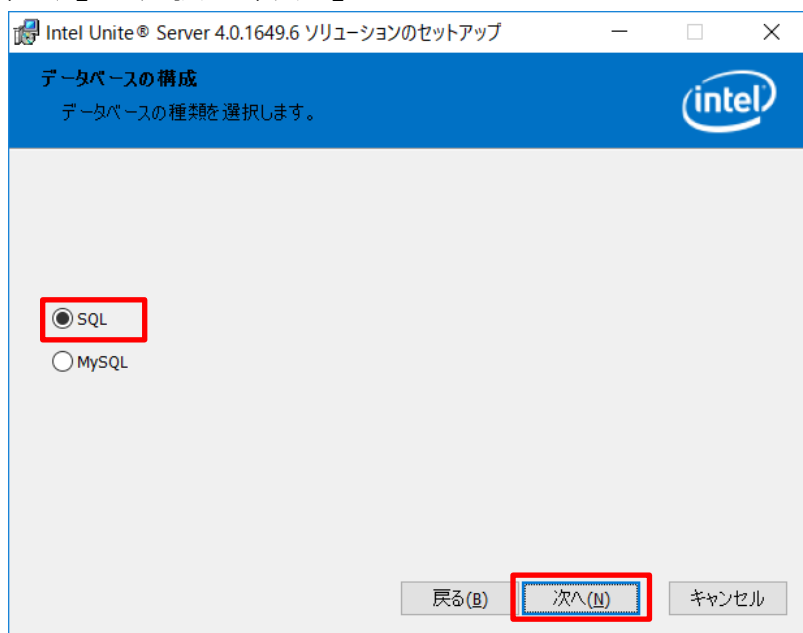 Intel Unite® Server 4.0.1649.6 ソリューションのセットアップ
データベースの構成
データベースの種類を選択します。
intel
SQL
MySQL
戻る(B)
次へ(N)
キャンセル